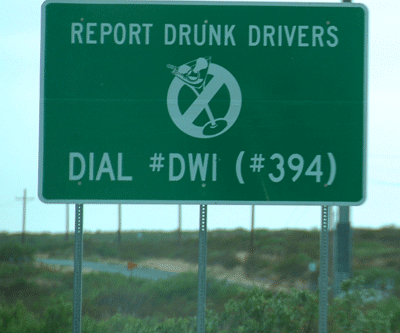 REPORT DRUNK DRIVERS
DIAL #DWI (#394)